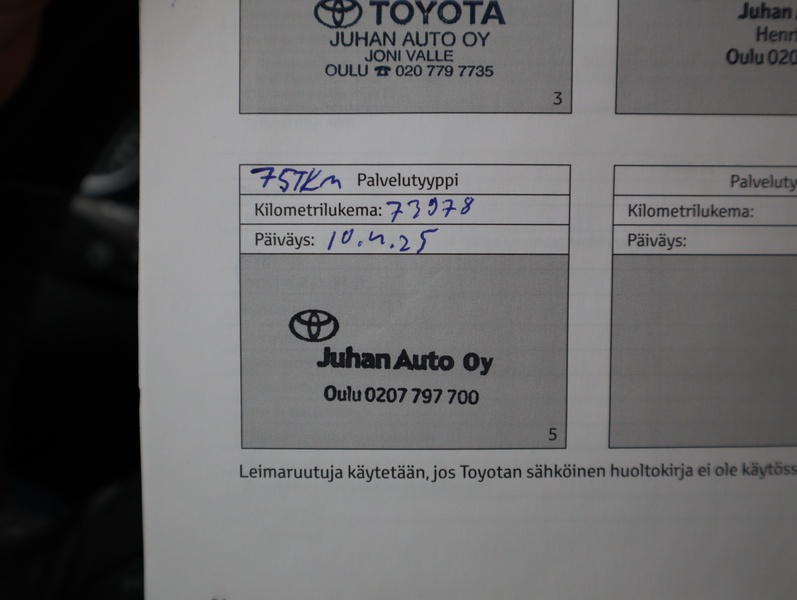 TOYOTA
JUHAN AUTO OY
JONI VALLE
OULU ☎ 020 779 7735
3
Juhan
Henr
Oulu 020
75TKm Palvelutyyppi
Kilometrilukema: 73978
Päiväys: 10.4.25
Juhan Auto Oy
Oulu 0207 797 700
5
Palveluty
Kilometrilukema:
Päiväys:
Leimaruutuja käytetään, jos Toyotan sähköinen huoltokirja ei ole käytöss